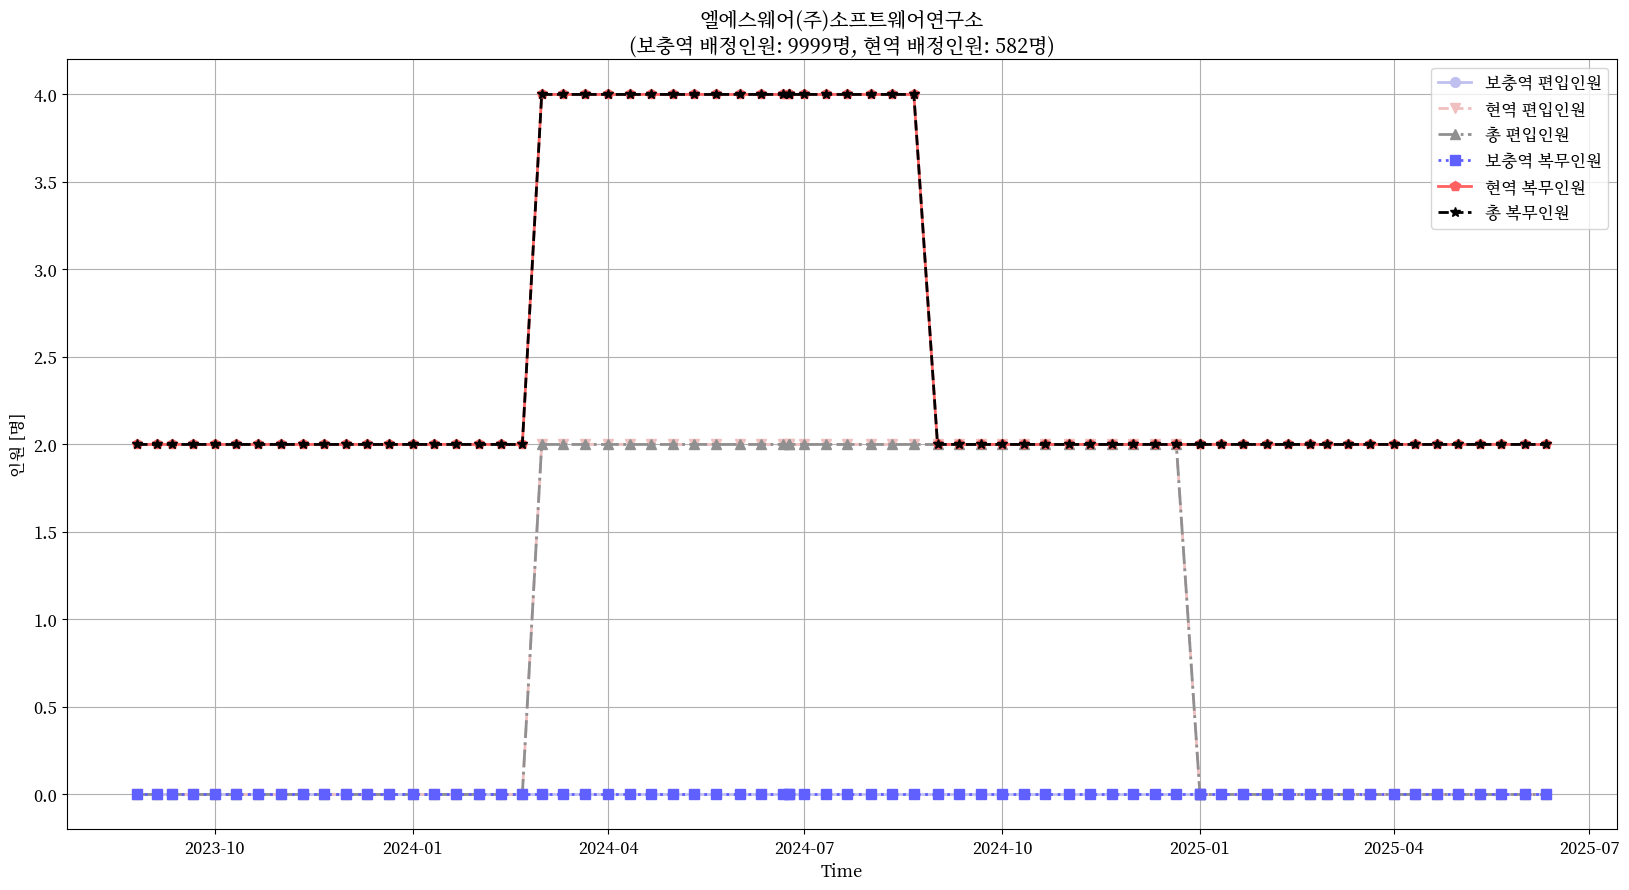 엘에스웨어(주)소프트웨어연구소
(보충역 배정인원: 9999명, 현역 배정인원: 582명)
보충역 편입인원
현역 편입인원
총 편입인원
보충역 복무인원
현역 복무인원
총 복무인원
인원 [명]
4.0
3.5
3.0
2.5
2.0
1.5
1.0
0.5
0.0
2023-10 2024-01 2024-04 2024-07 2024-10 2025-01 2025-04 2025-07
Time